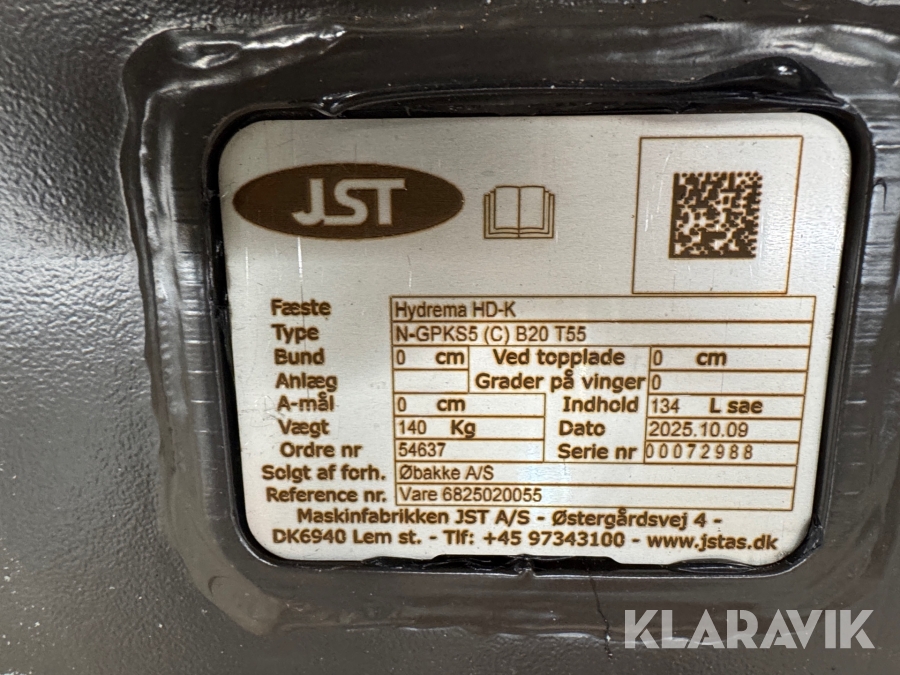 JST
Fæste Hydrema HD-K
Type N-GPKS5 (C) B20 T55
Bund 0 cm Ved topplade 0 cm
Anlæg Grader på vinger 0
A-mål 0 cm Indhold 134 L sae
Vægt 140 Kg Dato 2025.10.09
Ordre nr 54637 Serie nr 00072988
Solgt af forh. Øbakke A/S
Reference nr. Vare 6825020055
Maskinfabrikken JST A/S - Østergårdsvej 4 -
DK6940 Lem st. - Tlf: +45 97343100 - www.jstas.dk
KLARAVIK